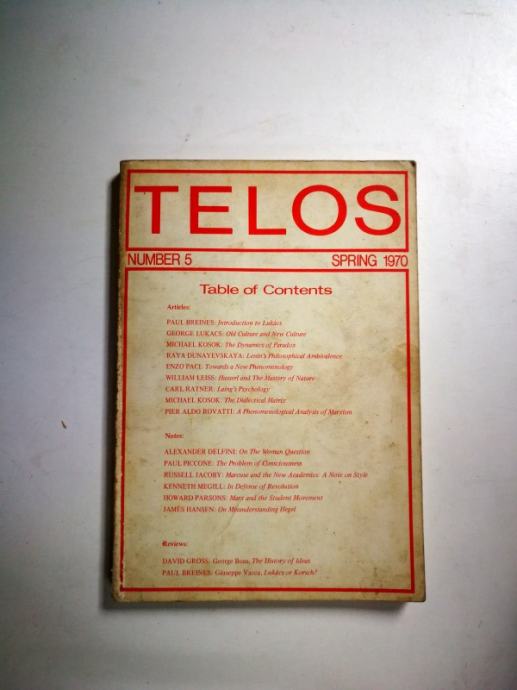 TELOS
NUMBER 5 SPRING 1970
Table of Contents
Articles:
PAUL BREINES: Introduction to Lukács
GEORGE LUKACS: Old Culture and New Culture
MICHAEL KOSOK: The Dynamics of Paradox
RAYA DUNAYEVSKAYA: Lenin's Philosophical Ambivalence
ENZO PACI: Towards a New Phenomenology
WILLIAM LEISS: Husserl and The Mastery of Nature
CARL RATNER: Laing's Psychology
MICHAEL KOSOK: The Dialectical Matrix
PIER ALDO ROVATTI: A Phenomenological Analysis of Marxism
Notes:
ALEXANDER DELFINI: On The Woman Question
PAUL PICCONE: The Problem of Consciousness
RUSSELL JACOBY: Marcuse and the New Academics: A Note on Style
KENNETH MEGILL: In Defense of Revolution
HOWARD PARSONS: Marx and the Student Movement
JAMES HANSEN: On Misunderstanding Hegel
Reviews:
DAVID GROSS: George Boas, The History of Ideas
PAUL BREINES: Giuseppe Vacca, Lukács or Korsch?